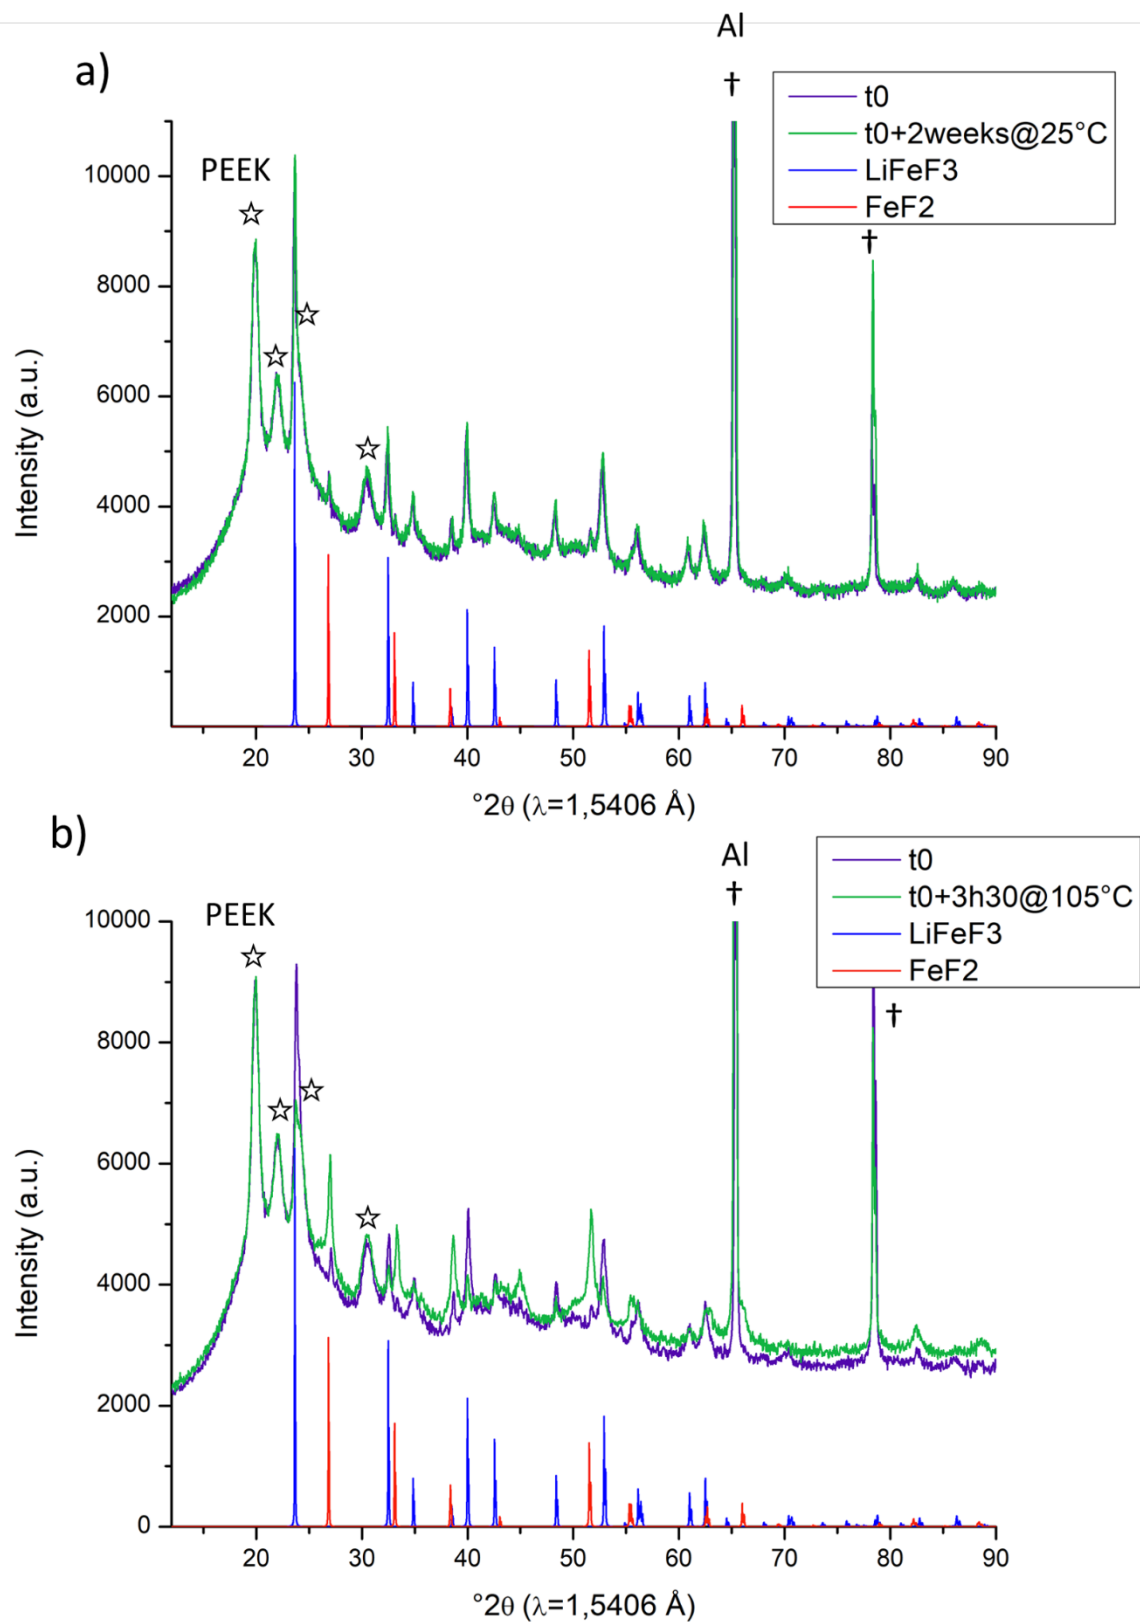 Al
a)
†
t0
t0+2weeks@25°C
LiFeF3
FeF2
PEEK
☆
☆
☆
☆
†
10000
8000
6000
4000
2000
Intensity (a.u.)
20 30 40 50 60 70 80 90
°2θ (λ=1,5406 Å)
b)
Al
†
t0
t0+3h30@105°C
LiFeF3
FeF2
PEEK
☆
☆
☆
☆
†
10000
8000
6000
4000
2000
0
Intensity (a.u.)
20 30 40 50 60 70 80 90
°2θ (λ=1,5406 Å)